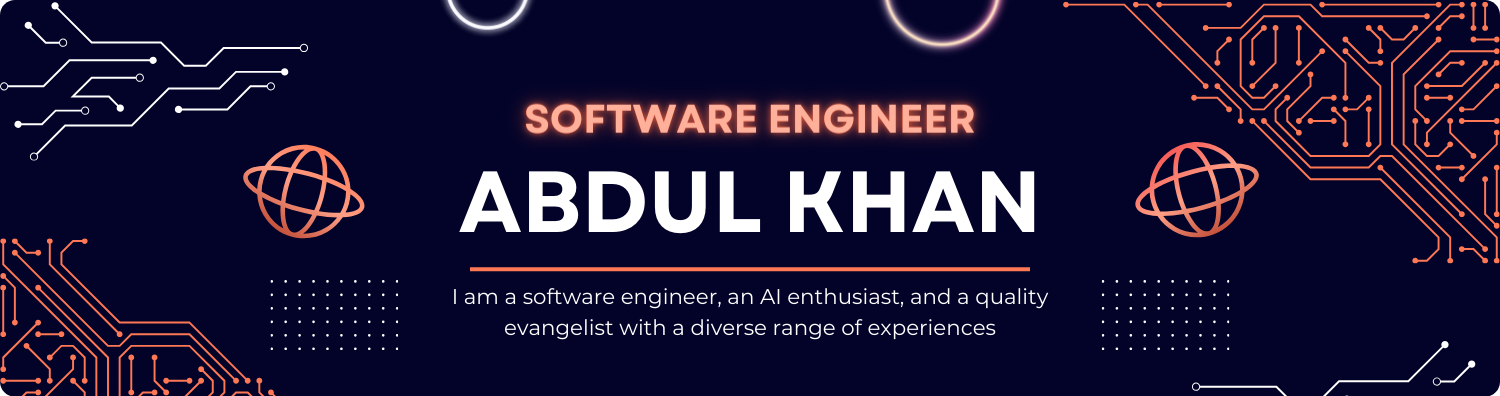 SOFTWARE ENGINEER
ABDUL KHAN
I am a software engineer, an AI enthusiast, and a quality
evangelist with a diverse range of experiences